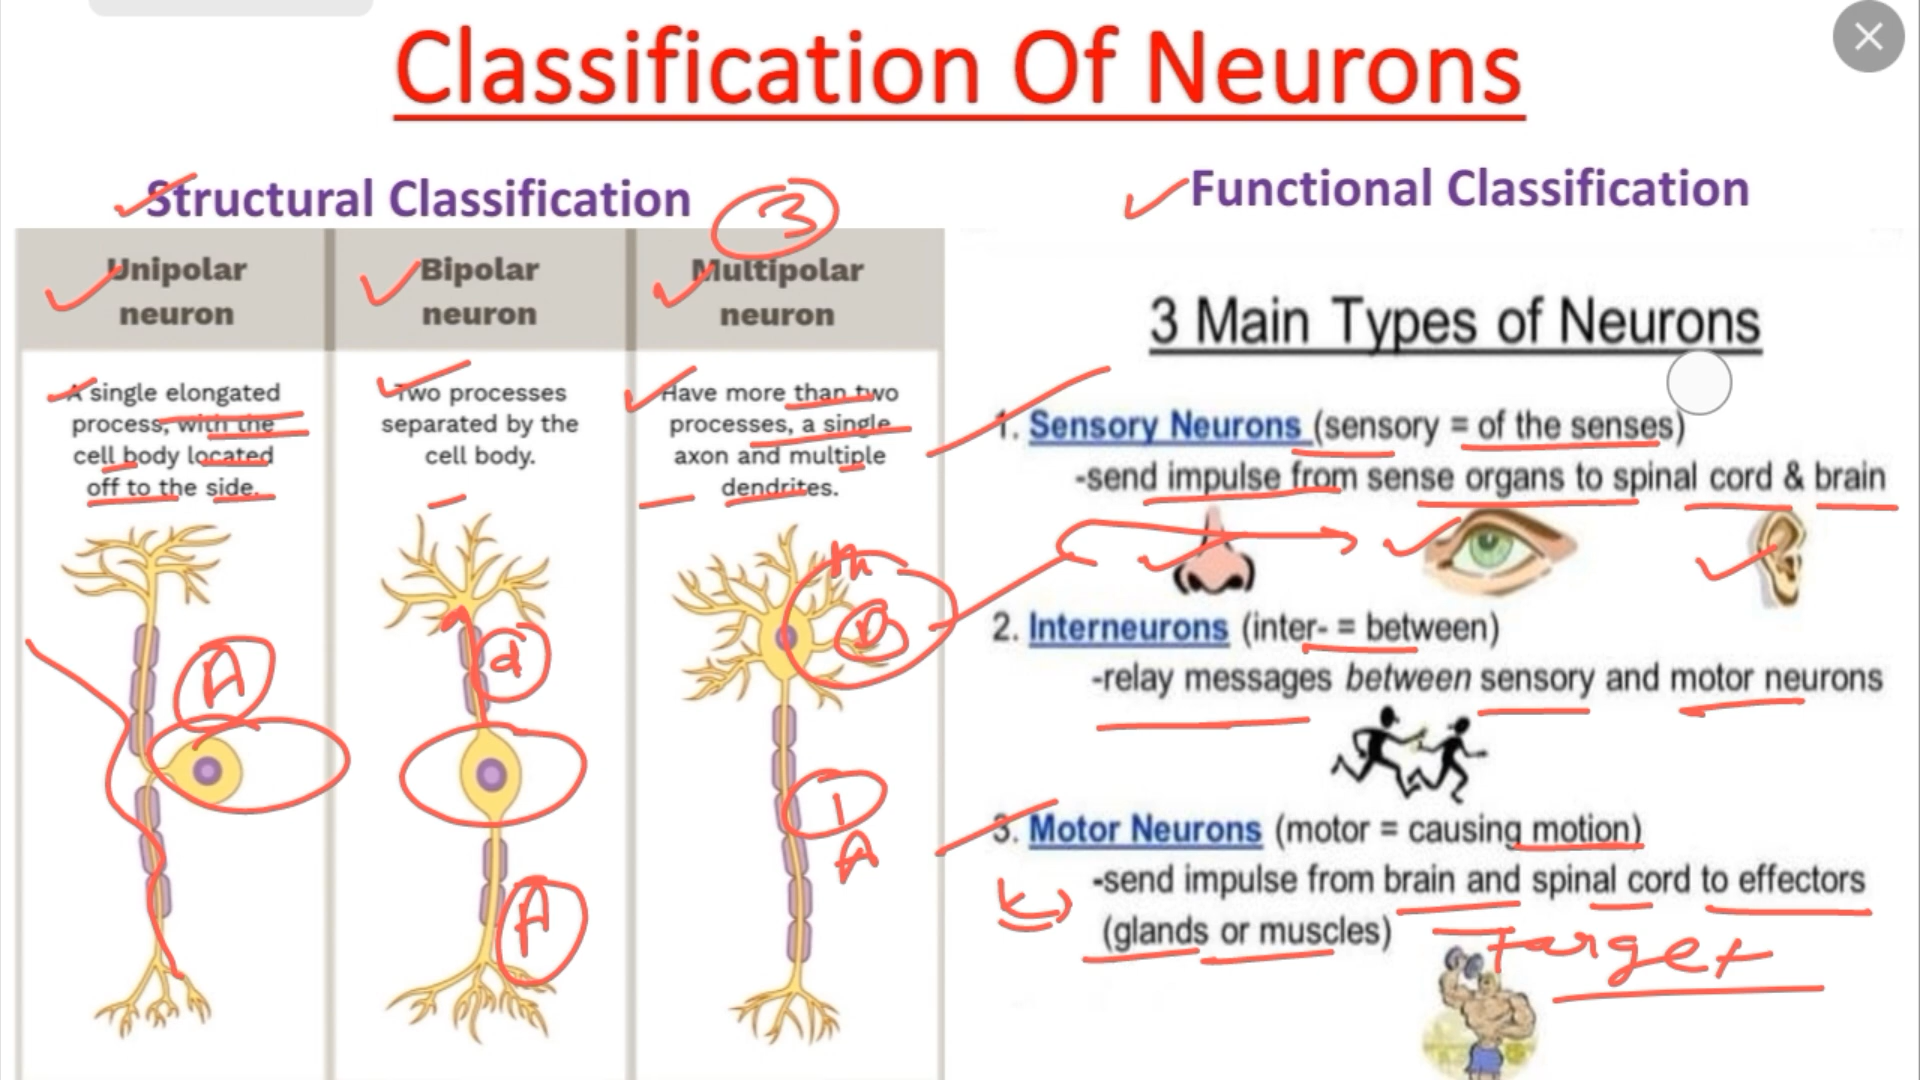 Classification Of Neurons
Structural Classification
3
Unipolar
neuron
Bipolar
neuron
Multipolar
neuron
A single elongated
process, with the
cell body located
off to the side.
Two processes
separated by the
cell body.
Have more than two
processes, a single
axon and multiple
dendrites.
A
d
A
m
D
1
A
Functional Classification
3 Main Types of Neurons
1. Sensory Neurons (sensory = of the senses)
-send impulse from sense organs to spinal cord & brain
2. Interneurons (inter- = between)
-relay messages between sensory and motor neurons
3. Motor Neurons (motor = causing motion)
-send impulse from brain and spinal cord to effectors
(glands or muscles)
Target